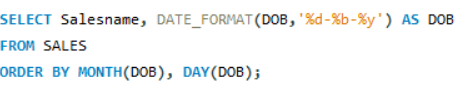 SELECT Salesname, DATE_FORMAT(DOB,'%d-%b-%y') AS DOB
FROM SALES
ORDER BY MONTH(DOB), DAY(DOB);